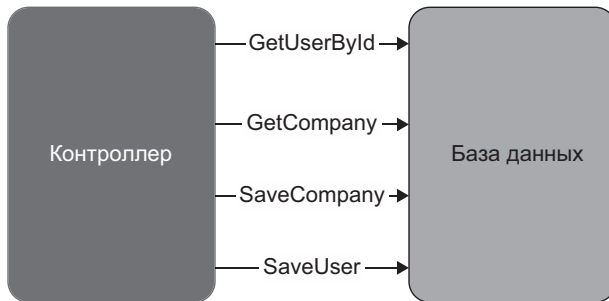 GetUserById
GetCompany
Контроллер
База данных
SaveCompany
SaveUser